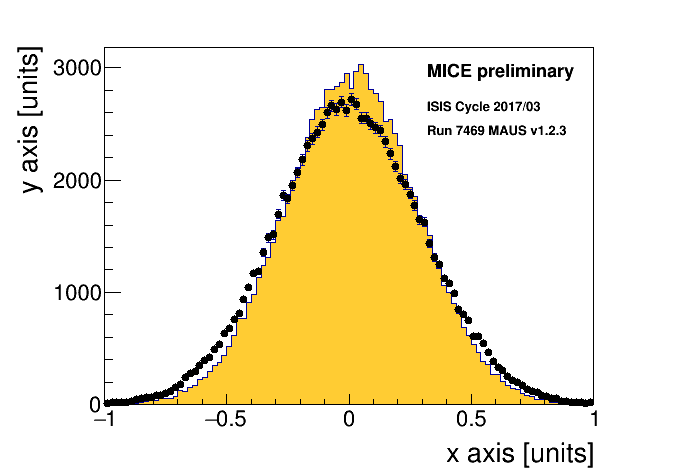 MICE preliminary
ISIS Cycle 2017/03
Run 7469 MAUS v1.2.3
y axis [units]
3000
2000
1000
0
−1 −0.5 0 0.5 1
x axis [units]